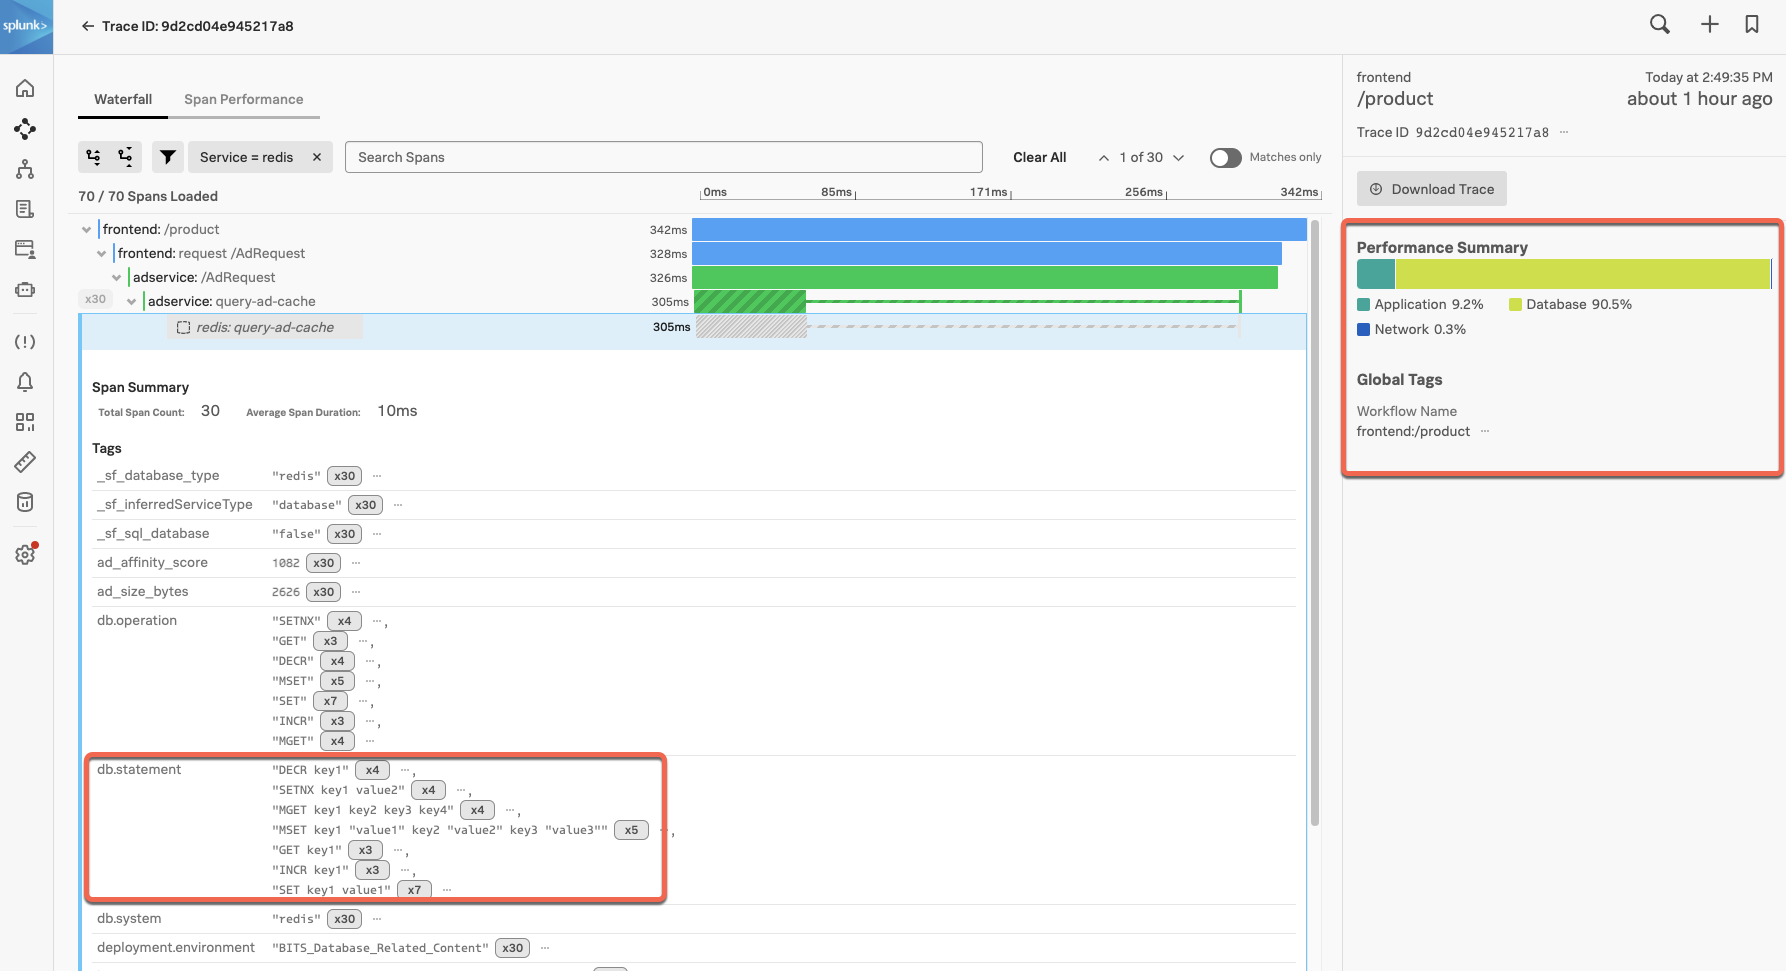 splunk>
Trace ID: 9d2cd04e945217a8
Waterfall
Span Performance
Service = redis
Search Spans
Clear All
1 of 30
Matches only
70 / 70 Spans Loaded
0ms 85ms 171ms 256ms 342ms
frontend: /product 342ms
frontend: request /AdRequest 328ms
adservice: /AdRequest 326ms
x30 adservice: query-ad-cache 305ms
redis: query-ad-cache 305ms
Span Summary
Total Span Count: 30 Average Span Duration: 10ms
Tags
_sf_database_type "redis" x30 ...
_sf_inferredServiceType "database" x30 ...
_sf_sql_database "false" x30 ...
ad_affinity_score 1082 x30 ...
ad_size_bytes 2626 x30 ...
db.operation "SETNX" x4 ...,
"GET" x3 ...,
"DECR" x4 ...,
"MSET" x5 ...,
"SET" x7 ...,
"INCR" x3 ...,
"MGET" x4 ...
db.statement "DECR key1" x4 ...,
"SETNX key1 value2" x4 ...,
"MGET key1 key2 key3 key4" x4 ...,
"MSET key1 "value1" key2 "value2" key3 "value3"" x5 ...,
"GET key1" x3 ...,
"INCR key1" x3 ...,
"SET key1 value1" x7 ...
db.system "redis" x30 ...
deployment.environment "BITS_Database_Related_Content" x30 ...
frontend Today at 2:49:35 PM
/product about 1 hour ago
Trace ID 9d2cd04e945217a8 ...
Download Trace
Performance Summary
Application 9.2% Database 90.5%
Network 0.3%
Global Tags
Workflow Name
frontend:/product ...